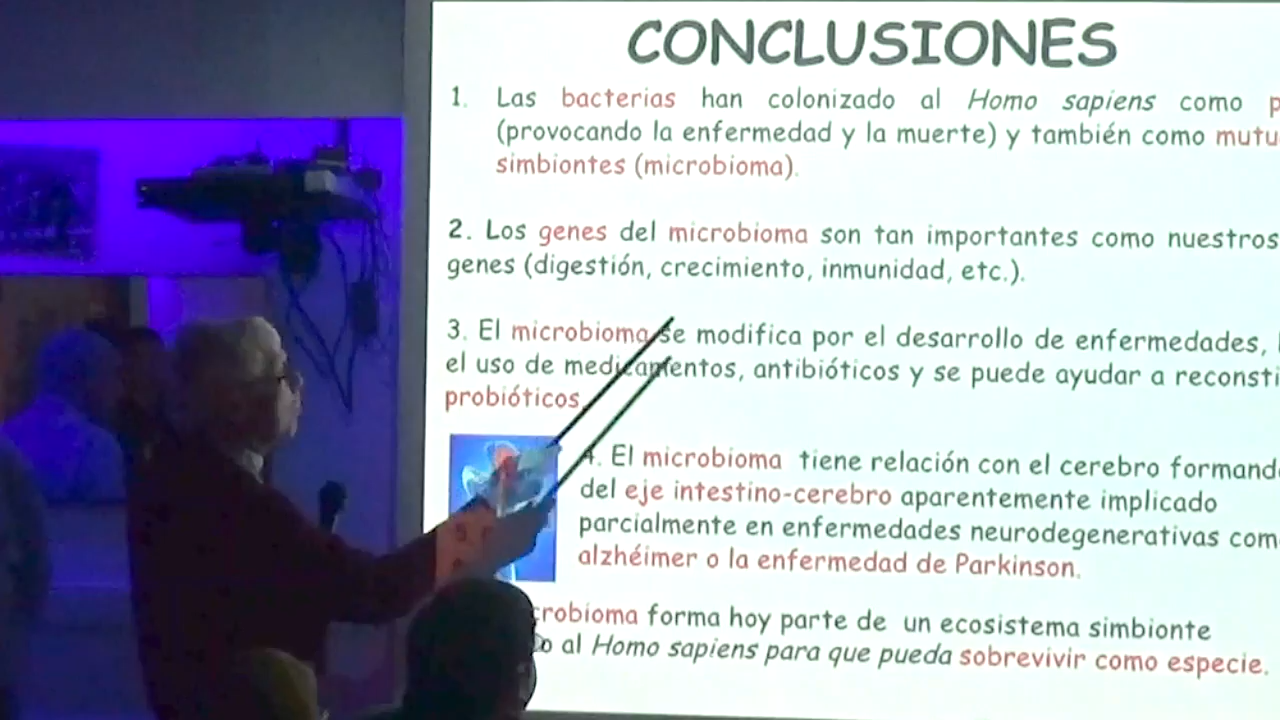 CONCLUSIONES
1. Las bacterias han colonizado al Homo sapiens como
(provocando la enfermedad y la muerte) y también como
simbiontes (microbioma).
2. Los genes del microbioma son tan importantes como nuestros
genes (digestión, crecimiento, inmunidad, etc.).
3. El microbioma se modifica por el desarrollo de enfermedades,
el uso de medicamentos, antibióticos y se puede ayudar a
probióticos
4. El microbioma tiene relación con el cerebro
del eje intestino-cerebro aparentemente implicado
parcialmente en enfermedades neurodegenerativas
alzhéimer o la enfermedad de Parkinson.
forma hoy parte de un ecosistema simbionte
al Homo sapiens para que pueda sobrevivir como especie.